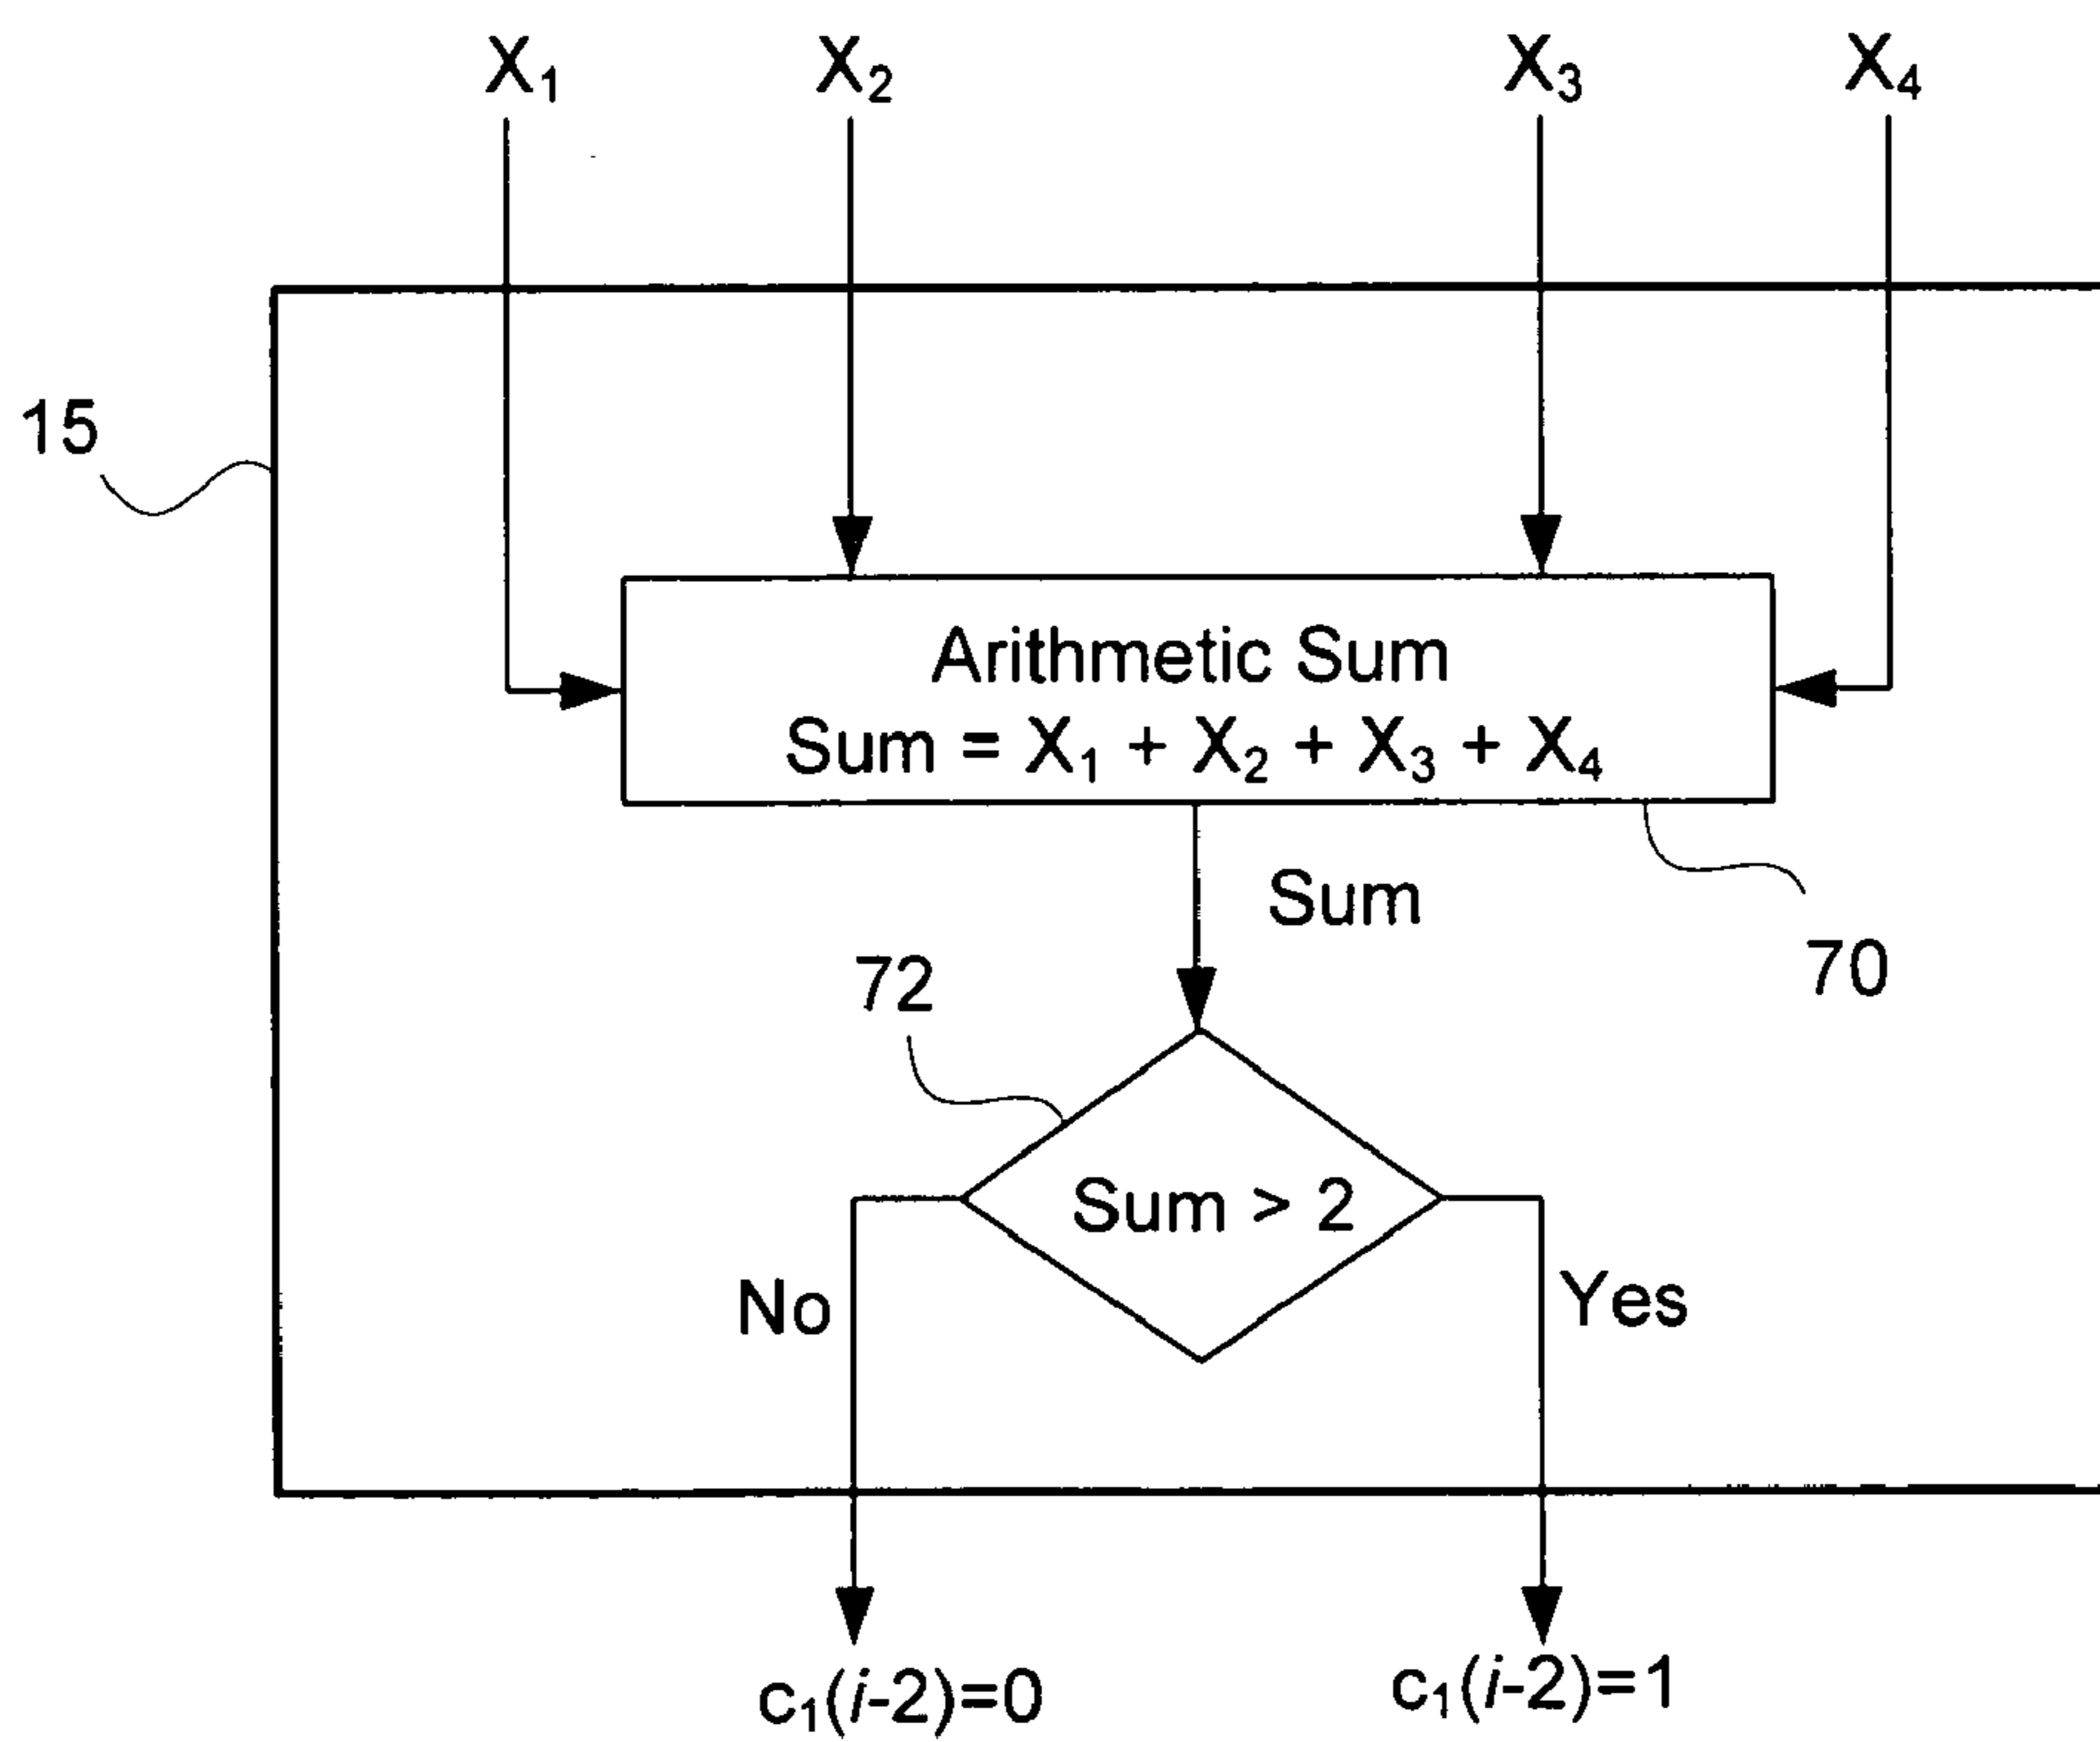 X₁ X₂ X₃ X₄
15
Arithmetic Sum
Sum = X₁ + X₂ + X₃ + X₄
Sum
70
72
Sum > 2
No
Yes
c₁(i-2)=0
c₁(i-2)=1